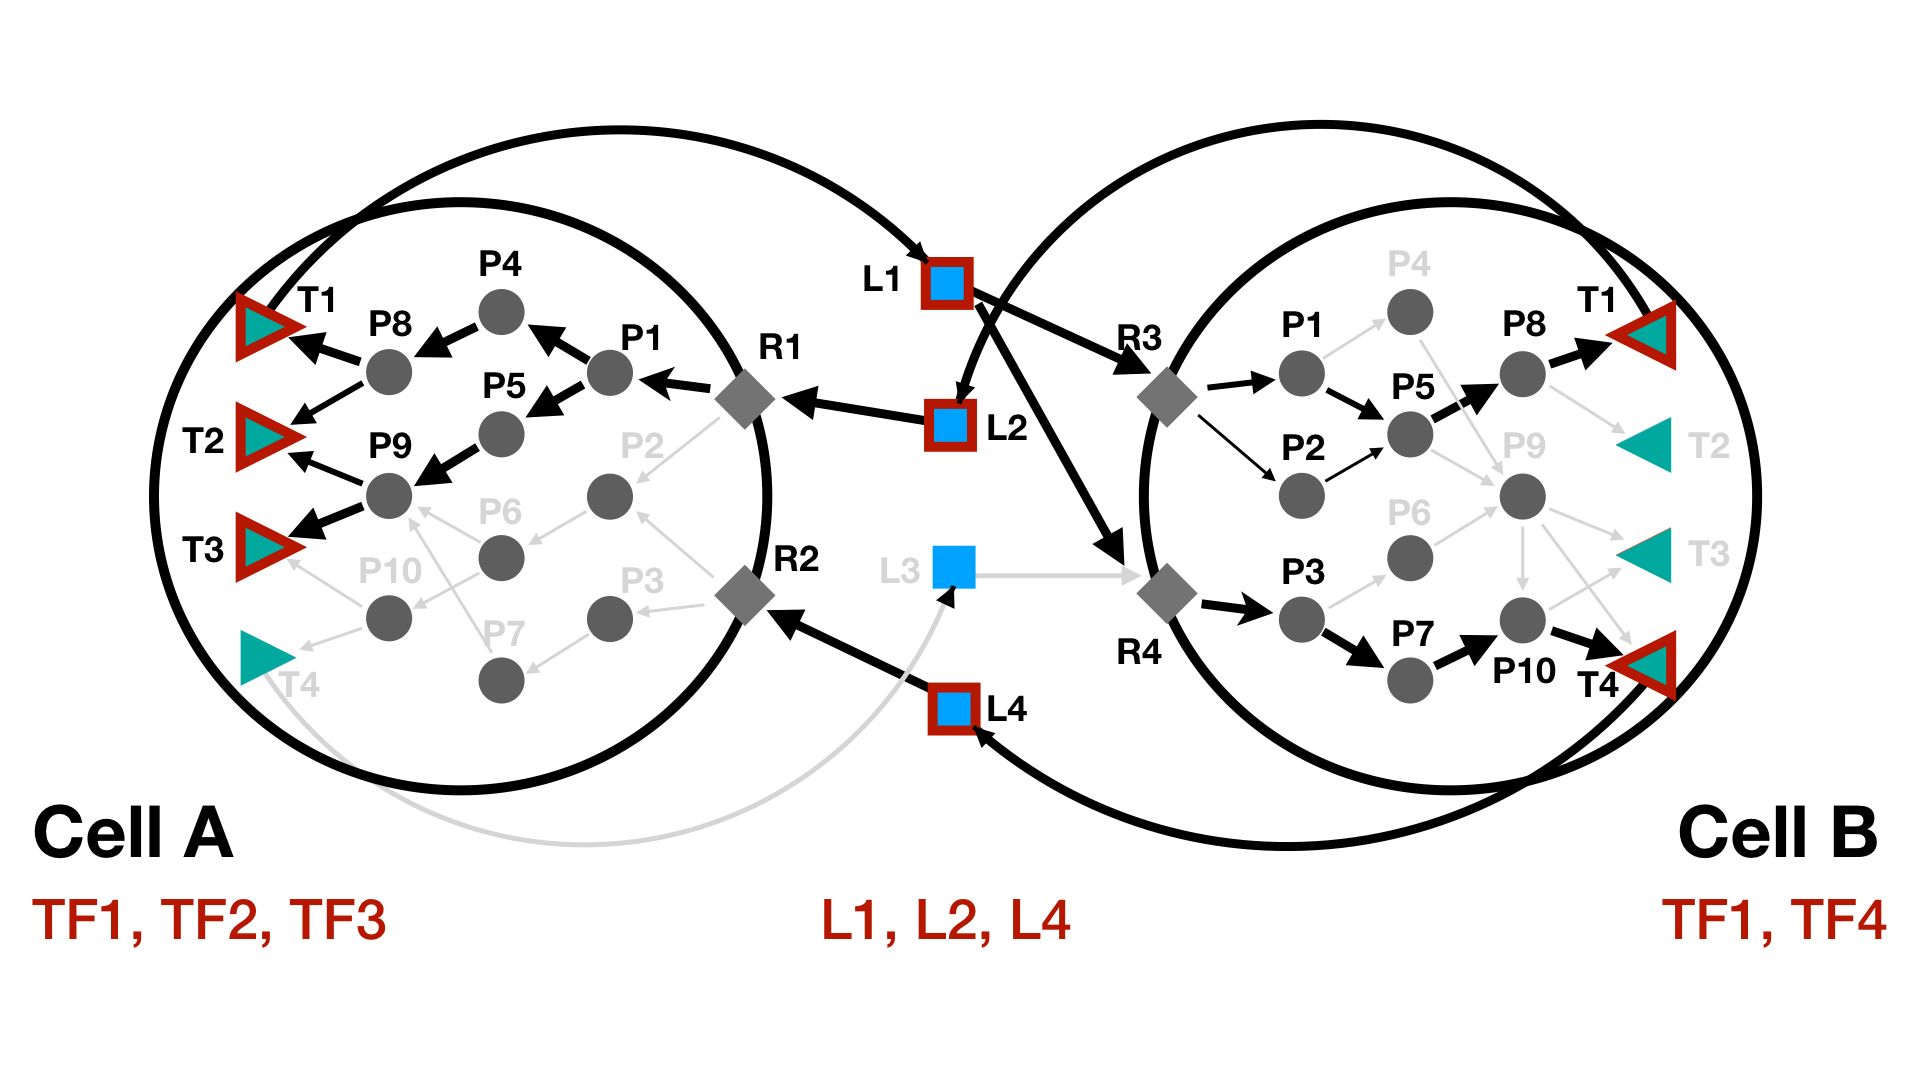 P4
T1
P8
P1
R1
P5
T2
P9
P2
P6
T3
P10
R2
P3
P7
T4
L1
L2
L3
L4
P4
T1
R3
P1
P8
P5
P2
P9
T2
P6
T3
P3
R4
P7
P10
T4
Cell A
Cell B
TF1, TF2, TF3
L1, L2, L4
TF1, TF4